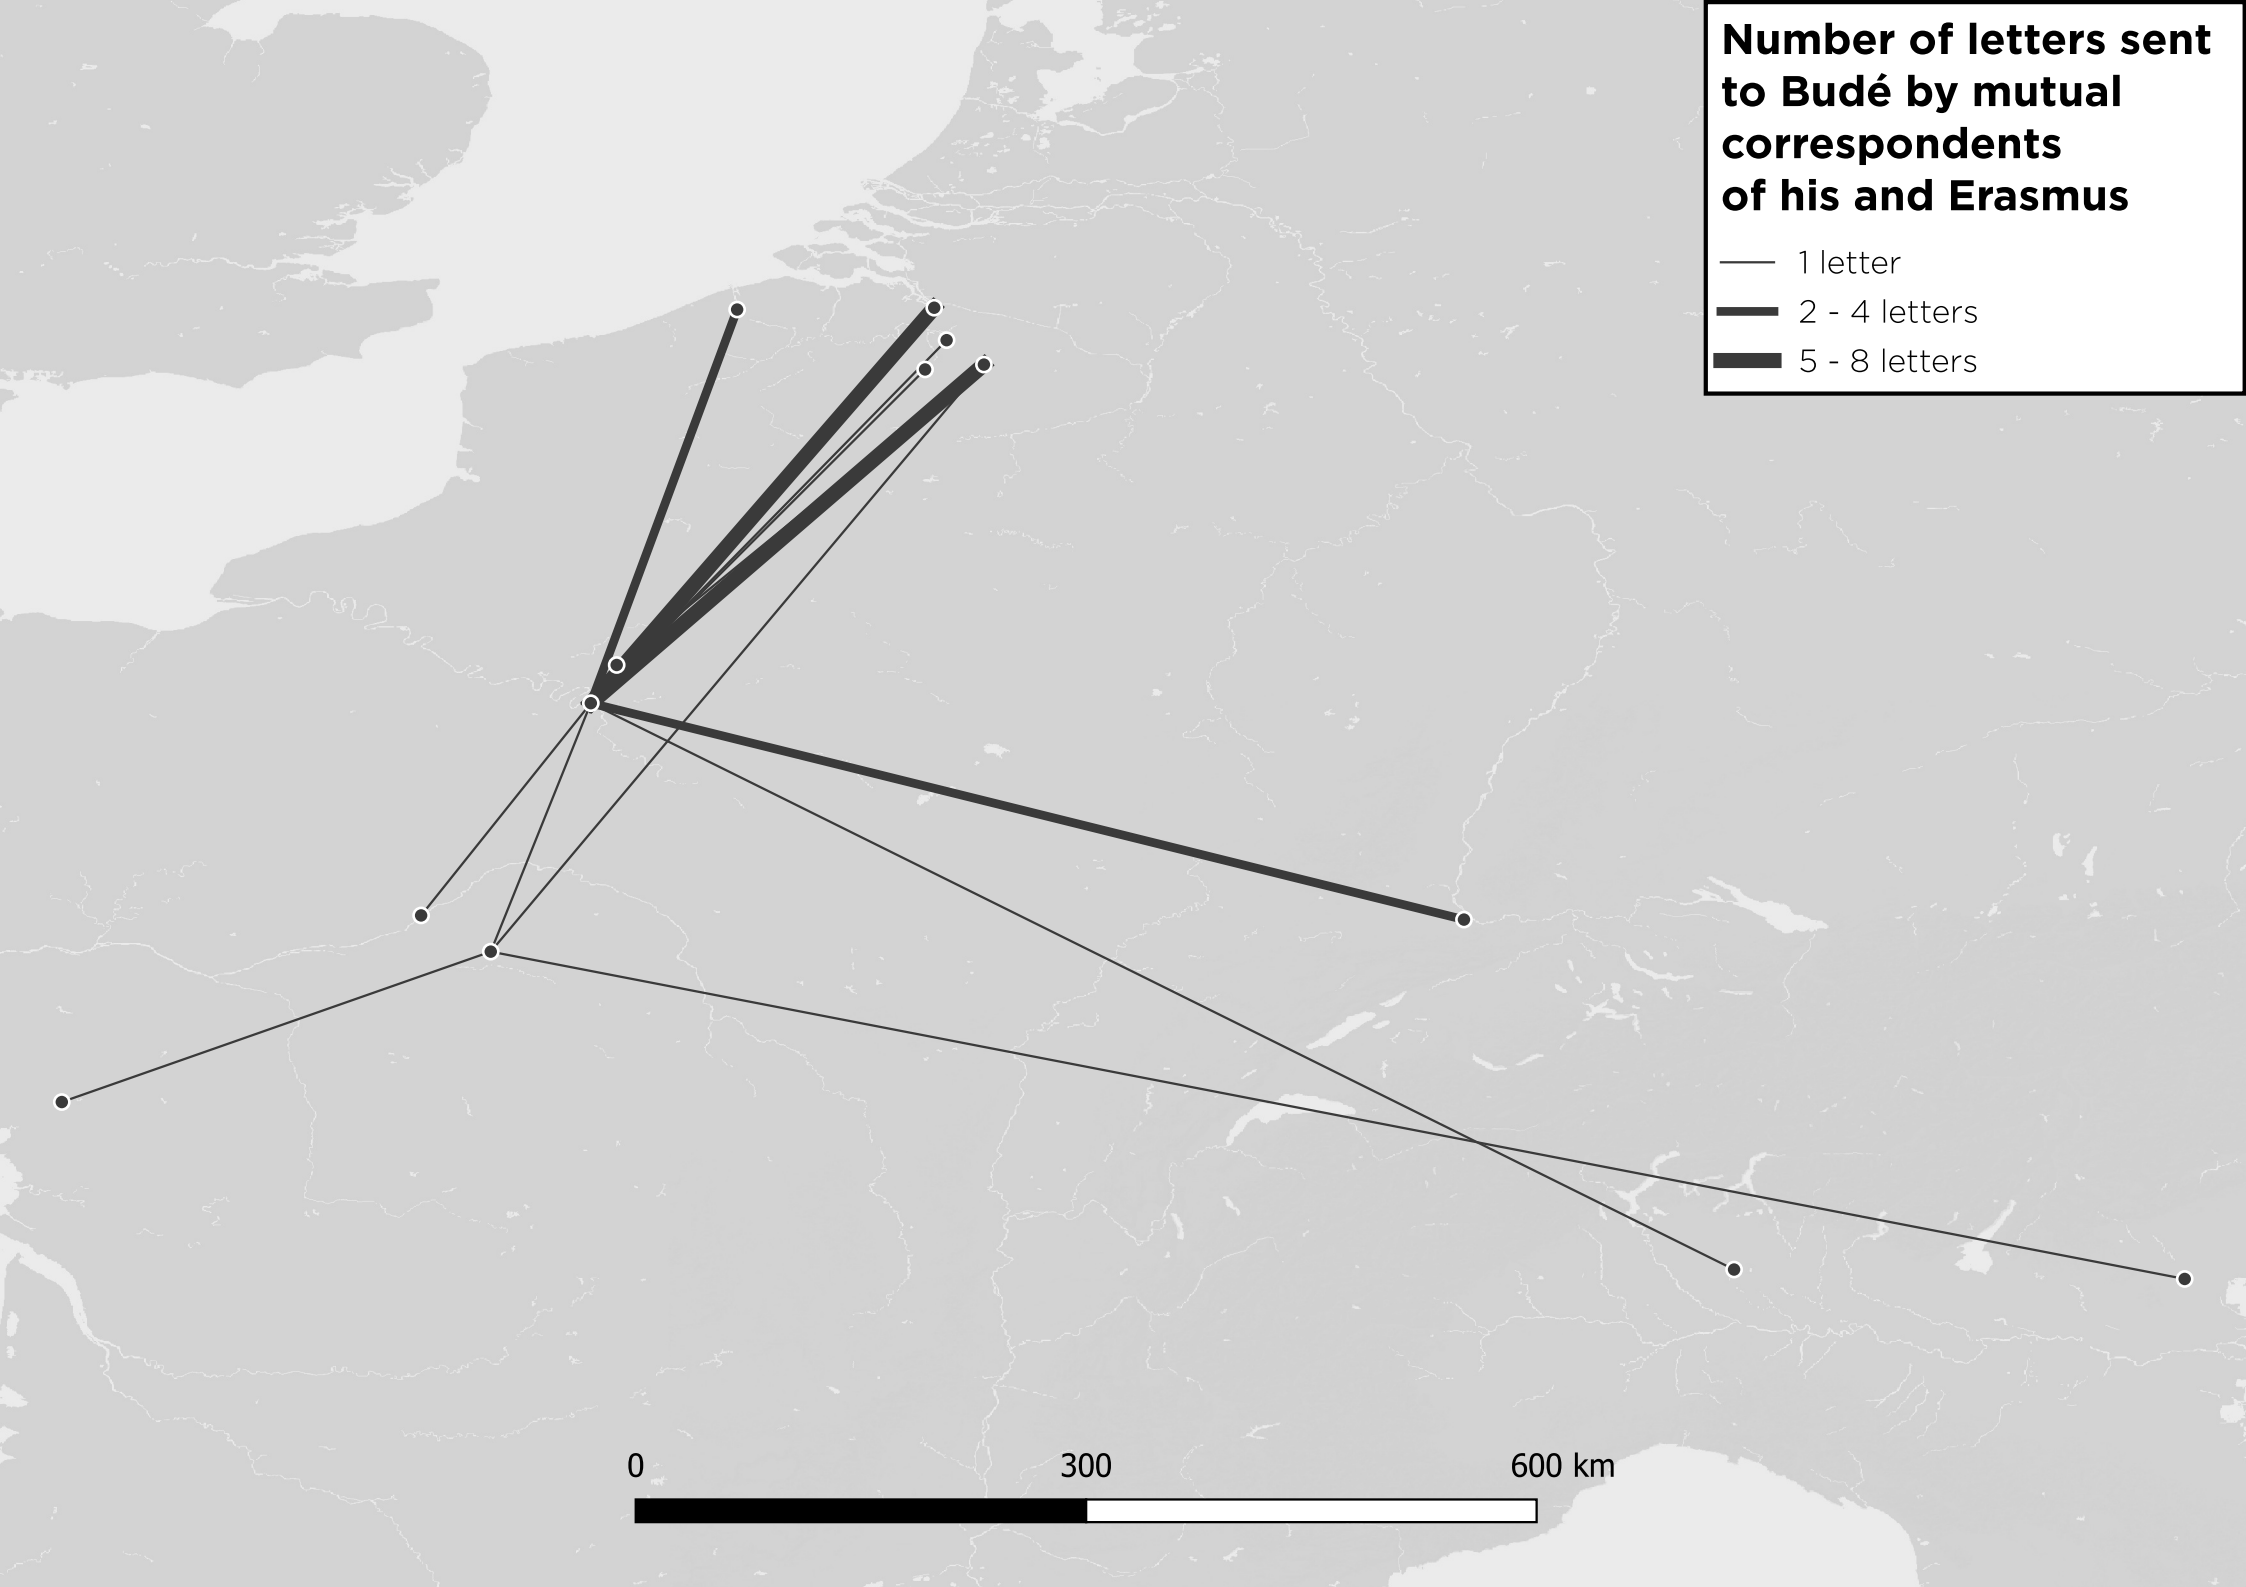 Number of letters sent
to Budé by mutual
correspondents
of his and Erasmus
1 letter
2 - 4 letters
5 - 8 letters
0 300 600 km